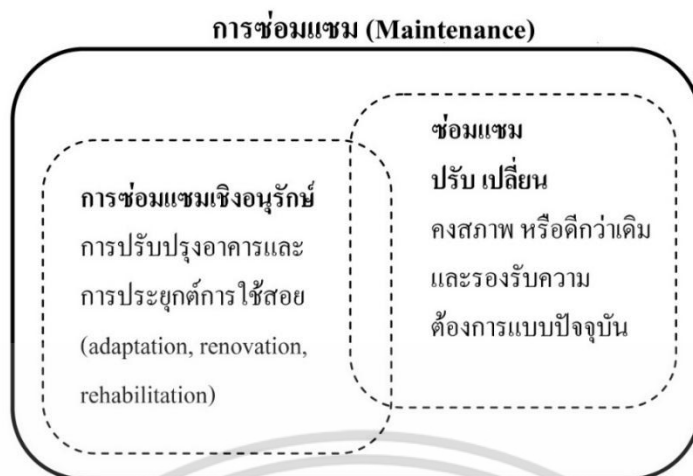 การซ่อมแซม (Maintenance)
การซ่อมแซมเชิงอนุรักษ์
การปรับปรุงอาคารและ
การประยุกต์การใช้สอย
(adaptation, renovation,
rehabilitation)
ซ่อมแซม
ปรับ เปลี่ยน
คงสภาพ หรือดีกว่าเดิม
และรองรับความ
ต้องการแบบปัจจุบัน